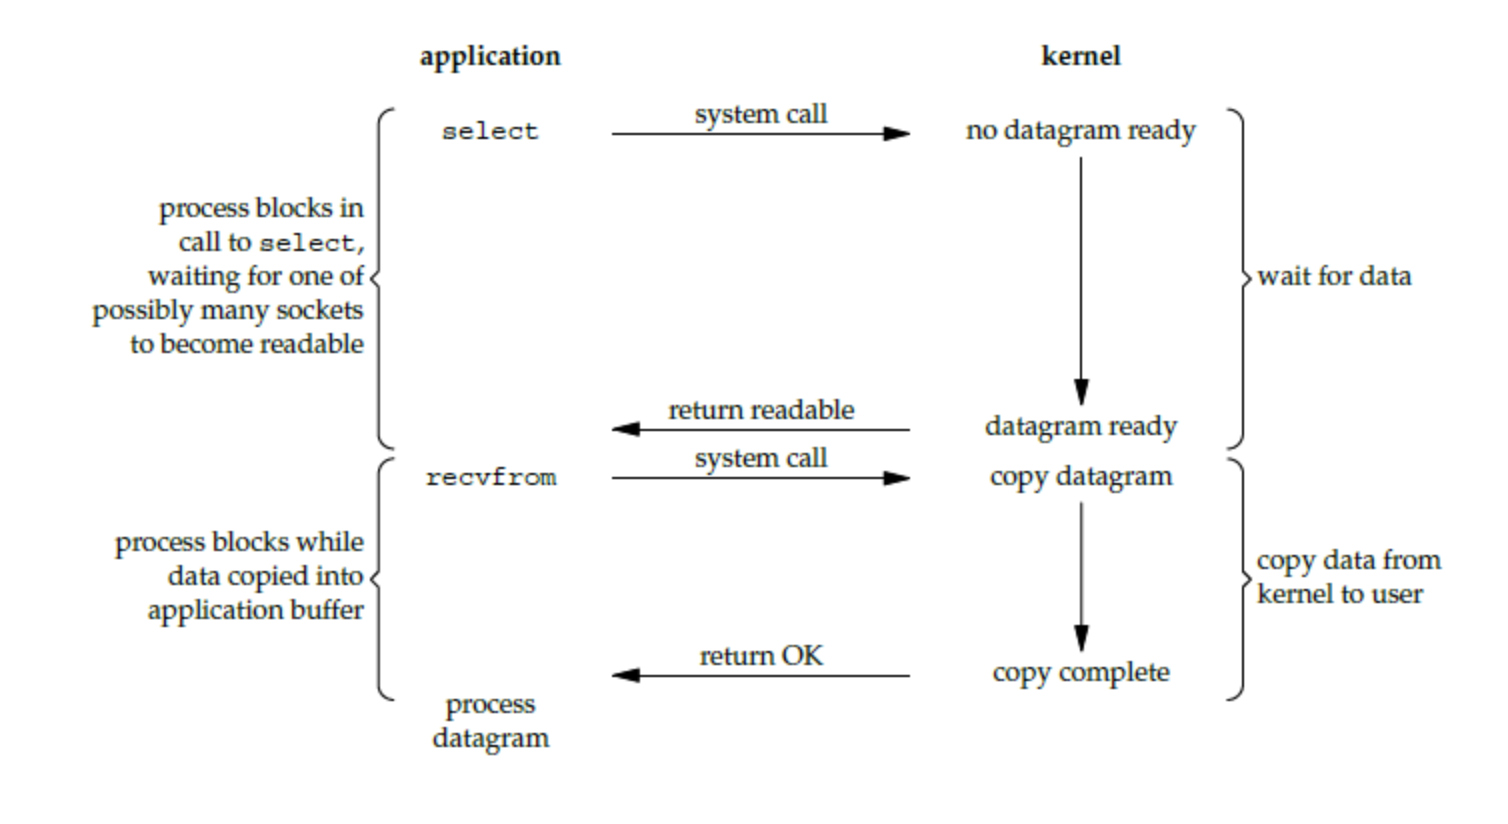 application
kernel
select
system call
no datagram ready
process blocks in
call to select,
waiting for one of
possibly many sockets
to become readable
wait for data
return readable
datagram ready
recvfrom
system call
copy datagram
process blocks while
data copied into
application buffer
copy data from
kernel to user
return OK
copy complete
process
datagram